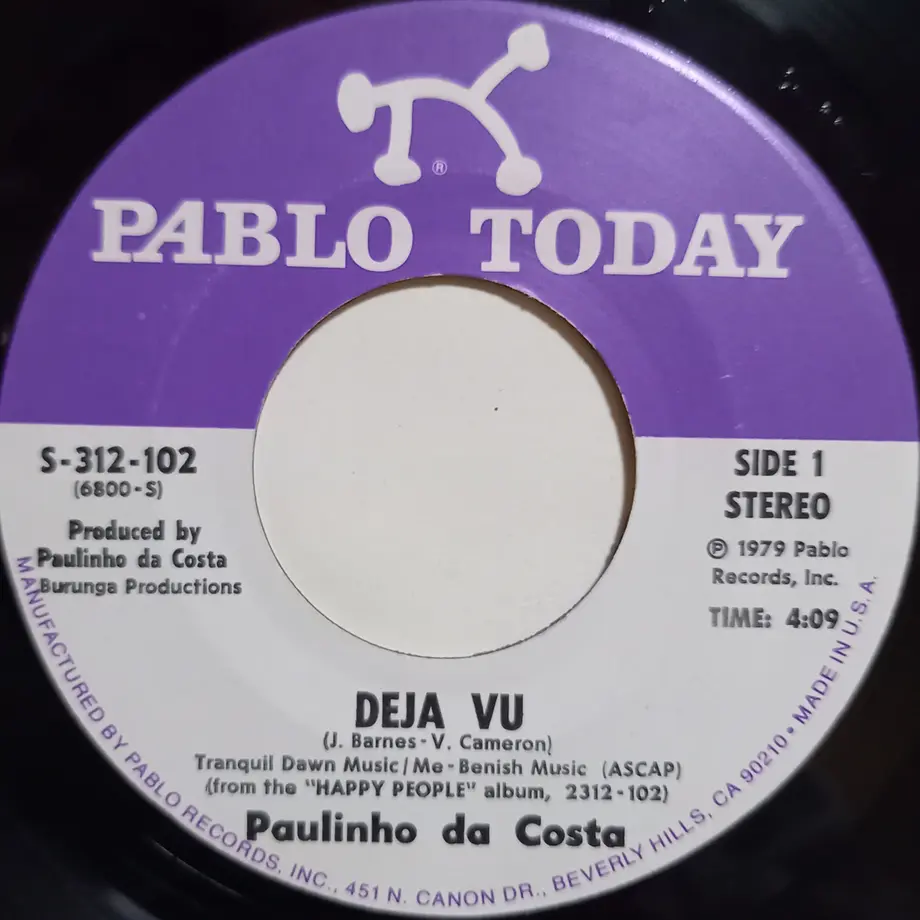 ®
PABLO TODAY
S-312-102
(6800-S)
Produced by
Paulinho da Costa
Burunga Productions
SIDE 1
STEREO
℗ 1979 Pablo
Records, Inc.
TIME: 4:09
DEJA VU
(J. Barnes-V. Cameron)
Tranquil Dawn Music/Me-Benish Music (ASCAP)
(from the "HAPPY PEOPLE" album, 2312-102)
Paulinho da Costa
MANUFACTURED BY PABLO RECORDS, INC., 451 N. CANON DR., BEVERLY HILLS, CA 90210 • MADE IN U.S.A.